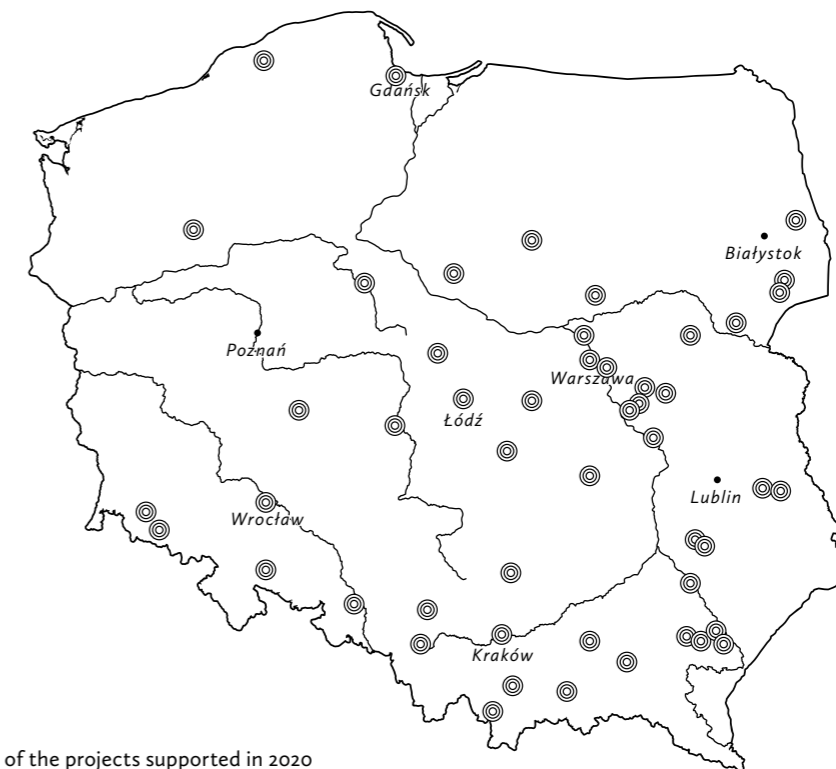 Gdańsk
Białystok
Poznań
Warszawa
Łódź
Lublin
Wrocław
Kraków
of the projects supported in 2020